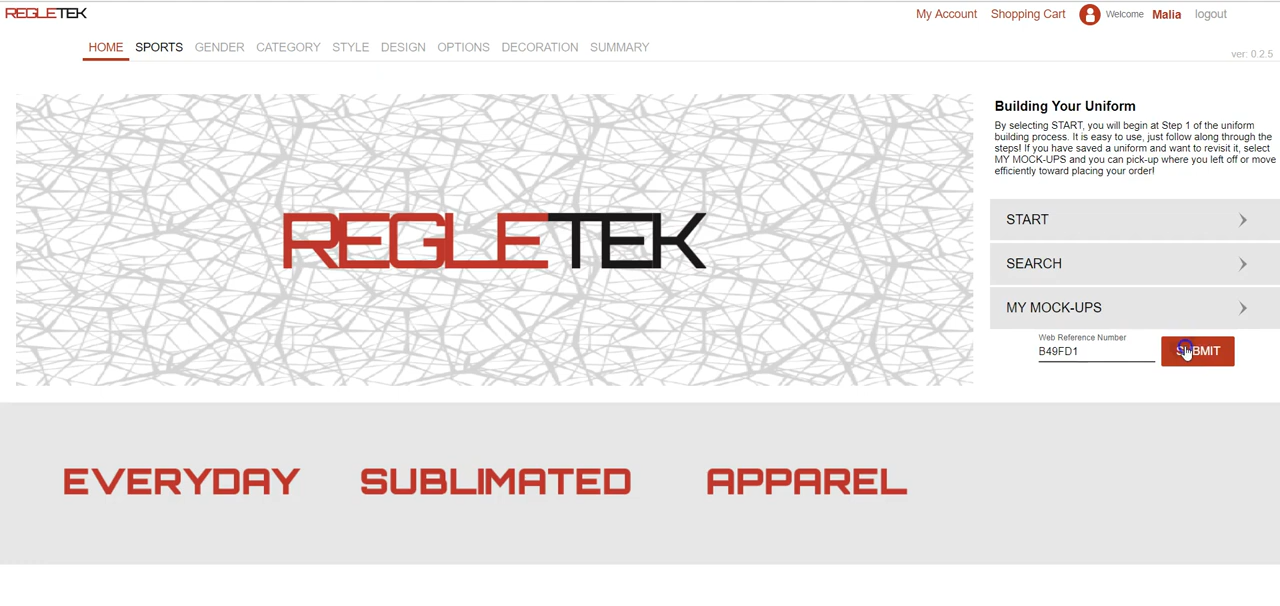 REGLETEK
My Account Shopping Cart Welcome Malia logout
HOME SPORTS GENDER CATEGORY STYLE DESIGN OPTIONS DECORATION SUMMARY
ver: 0.2.5
REGLETEK
Building Your Uniform
By selecting START, you will begin at Step 1 of the uniform
building process. It is easy to use, just follow along through the
steps! If you have saved a uniform and want to revisit it, select
MY MOCK-UPS and you can pick-up where you left off or move
efficiently toward placing your order!
START
SEARCH
MY MOCK-UPS
Web Reference Number
B49FD1
SUBMIT
EVERYDAY SUBLIMATED APPAREL